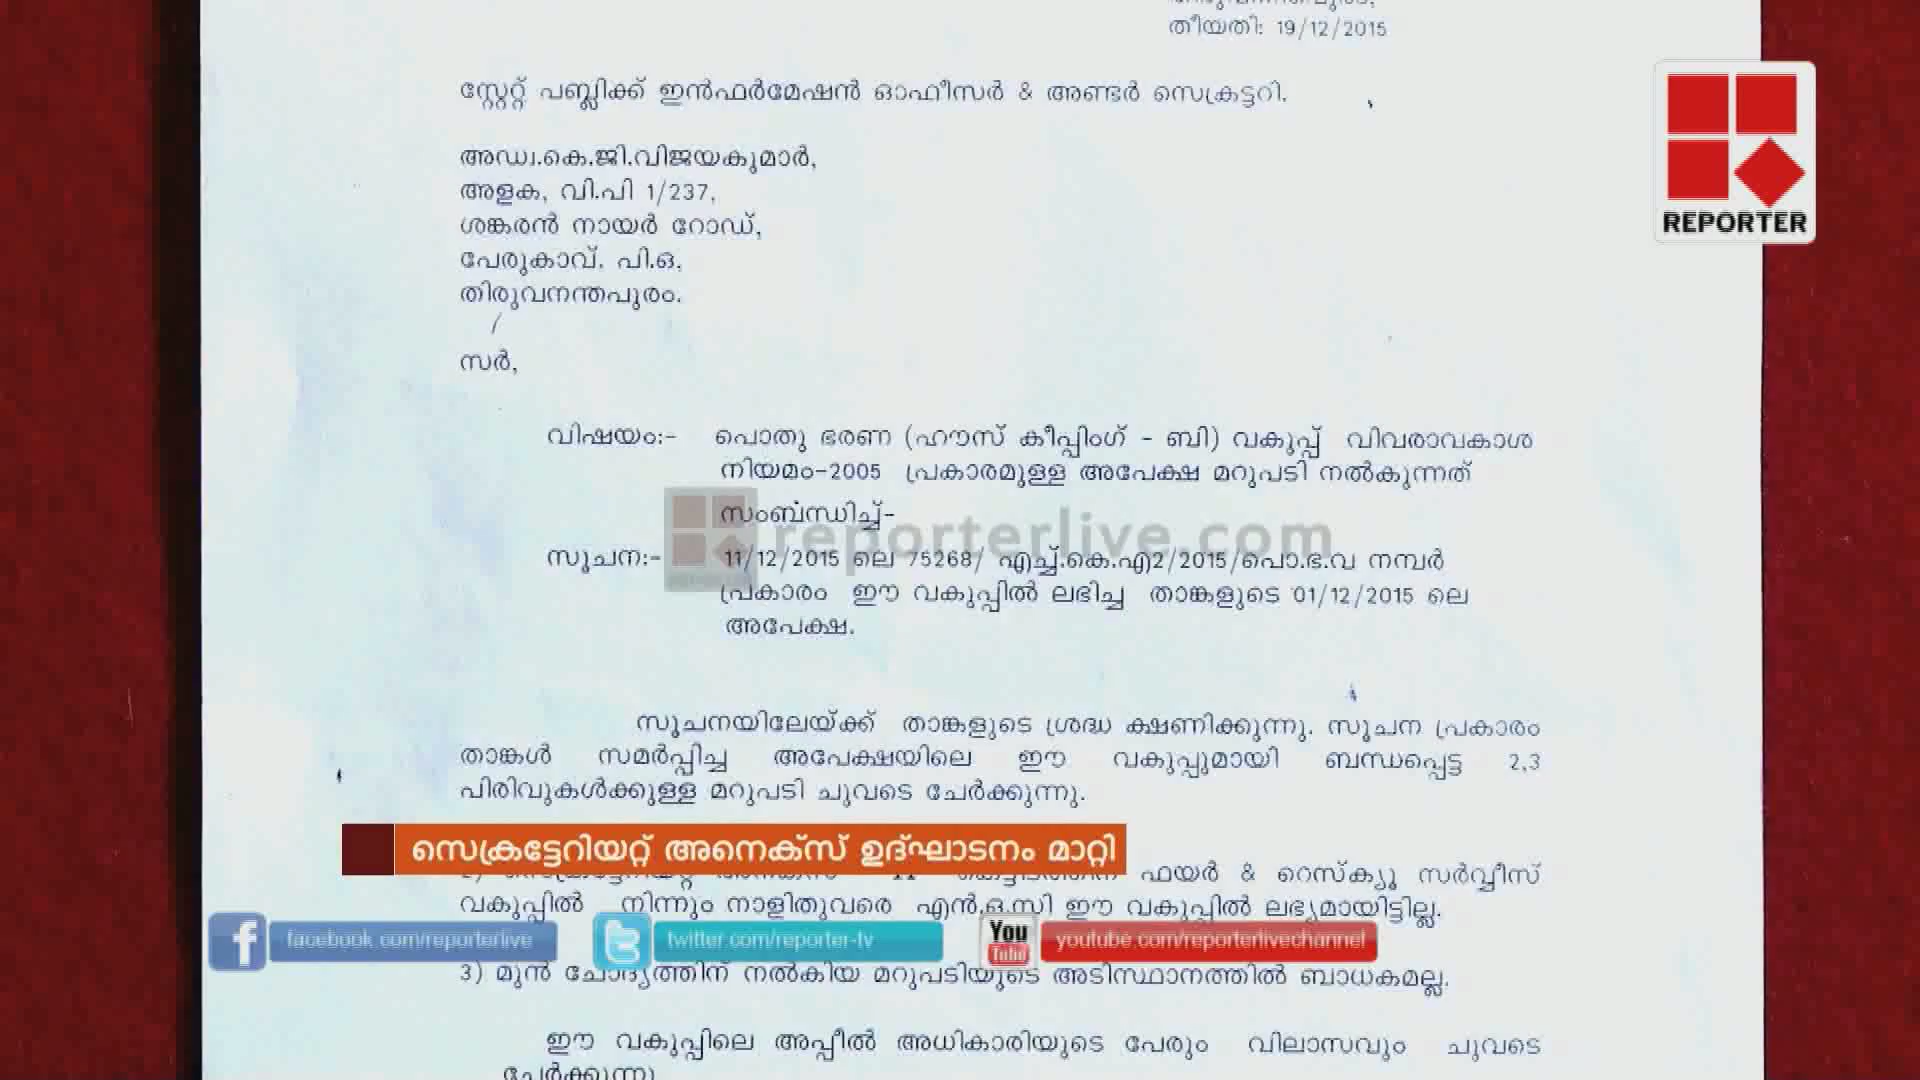 തീയതി: 19/12/2015
സ്റ്റേറ്റ് പബ്ലിക്ക് ഇൻഫർമേഷൻ ഓഫീസർ & അണ്ടർ സെക്രട്ടറി.
REPORTER
അഡ്വ.കെ.ജി.വിജയകുമാർ,
അളക, വി.പി 1/237,
ശങ്കരൻ നായർ റോഡ്,
പേരുകാവ്. പി.ഒ,
തിരുവനന്തപുരം.
സർ,
വിഷയം:- പൊതു ഭരണ (ഹൗസ് കീപ്പിംഗ് - ബി) വകുപ്പ് വിവരാവകാശ
നിയമം-2005 പ്രകാരമുള്ള അപേക്ഷ മറുപടി നൽകുന്നത്
സംബന്ധിച്ച്-
reporterlive.com
സൂചന:- 11/12/2015 ലെ 75268/ എച്ച്.കെ.എ2/2015/പൊ.ഭ.വ നമ്പർ
പ്രകാരം ഈ വകുപ്പിൽ ലഭിച്ച താങ്കളുടെ 01/12/2015 ലെ
അപേക്ഷ.
സൂചനയിലേയ്ക്ക് താങ്കളുടെ ശ്രദ്ധ ക്ഷണിക്കുന്നു. സൂചന പ്രകാരം
താങ്കൾ സമർപ്പിച്ച അപേക്ഷയിലെ ഈ വകുപ്പുമായി ബന്ധപ്പെട്ട 2,3
പിരിവുകൾക്കുള്ള മറുപടി ചുവടെ ചേർക്കുന്നു.
സെക്രട്ടേറിയറ്റ് അനെക്സ് ഉദ്ഘാടനം മാറ്റി
ഫയർ & റെസ്ക്യൂ സർവ്വീസ്
വകുപ്പിൽ നിന്നും നാളിതുവരെ എൻ.ഒ.സി ഈ വകുപ്പിൽ ലഭ്യമായിട്ടില്ല.
facebook.com/reporterlive
twitter.com/reporter-tv
You Tube
youtube.com/reporterlivechannel
3) മുൻ ചോദ്യത്തിന് നൽകിയ മറുപടിയുടെ അടിസ്ഥാനത്തിൽ ബാധകമല്ല.
ഈ വകുപ്പിലെ അപ്പീൽ അധികാരിയുടെ പേരും വിലാസവും ചുവടെ
ചേർക്കുന്നു